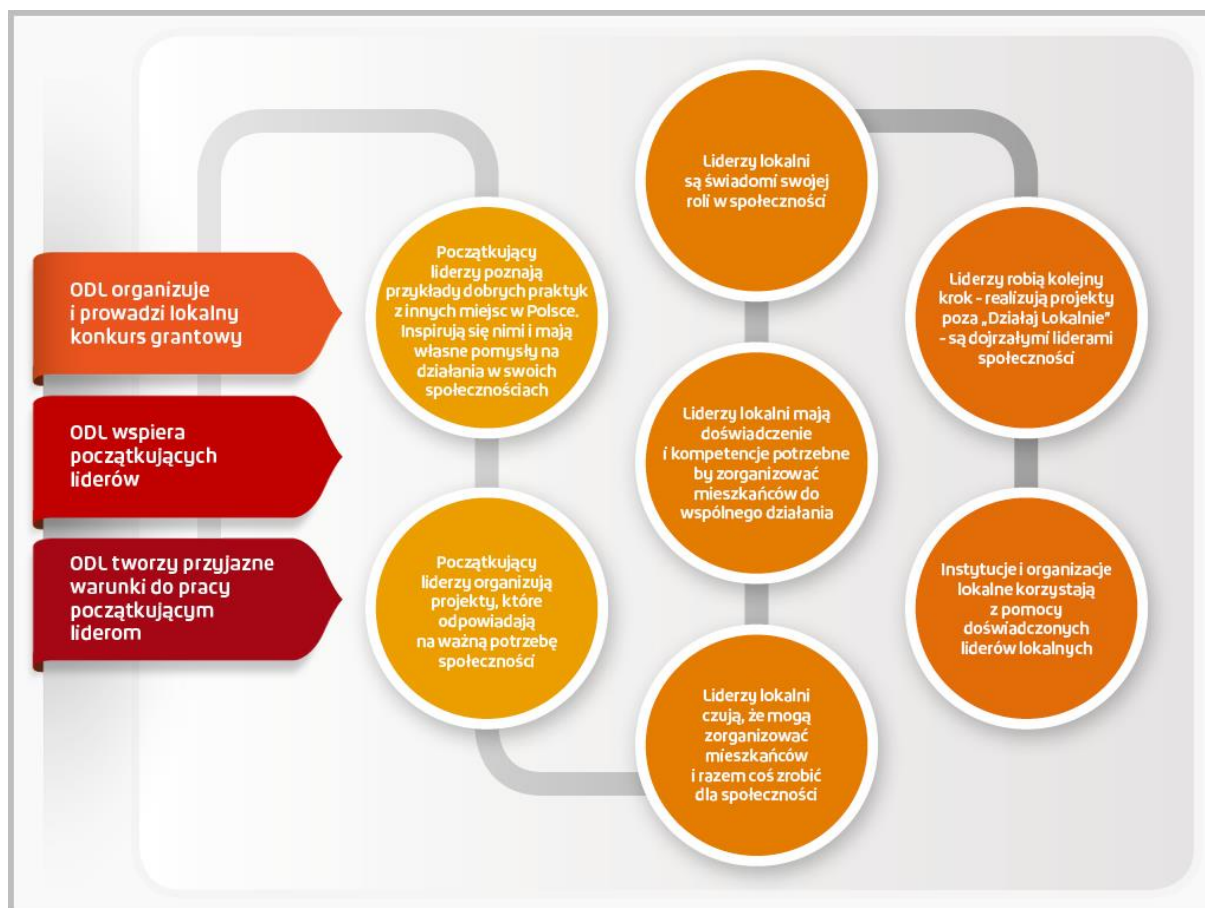 ODL organizuje
i prowadzi lokalny
konkurs grantowy
ODL wspiera
początkujących
liderów
ODL tworzy przyjazne
warunki do pracy
początkującym
liderom
Początkujący
liderzy poznają
przykłady dobrych praktyk
z innych miejsc w Polsce.
Inspirują się nimi i mają
własne pomysły na
działania w swoich
społecznościach
Początkujący
liderzy organizują
projekty, które
odpowiadają
na ważną potrzebę
społeczności
Liderzy lokalni
czują, że mogą
zorganizować
mieszkańców
i razem coś zrobić
dla społeczności
Liderzy lokalni mają
doświadczenie
i kompetencje potrzebne
by zorganizować
mieszkańców do
wspólnego działania
Liderzy lokalni
są świadomi swojej
roli w społeczności
Liderzy robią kolejny
krok - realizują projekty
poza „Działaj Lokalnie”
- są dojrzałymi liderami
społeczności
Instytucje i organizacje
lokalne korzystają
z pomocy
doświadczonych
liderów lokalnych